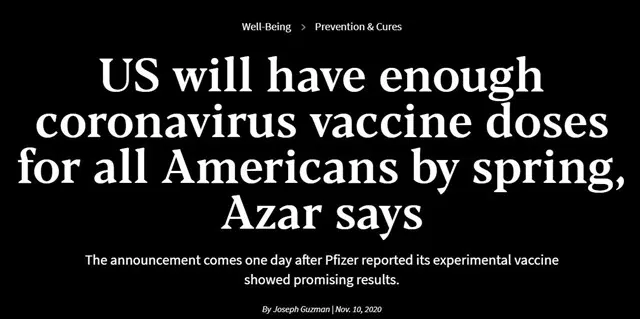 Well-Being > Prevention & Cures
US will have enough
coronavirus vaccine doses
for all Americans by spring,
Azar says
The announcement comes one day after Pfizer reported its experimental vaccine
showed promising results.
By Joseph Guzman | Nov. 10, 2020